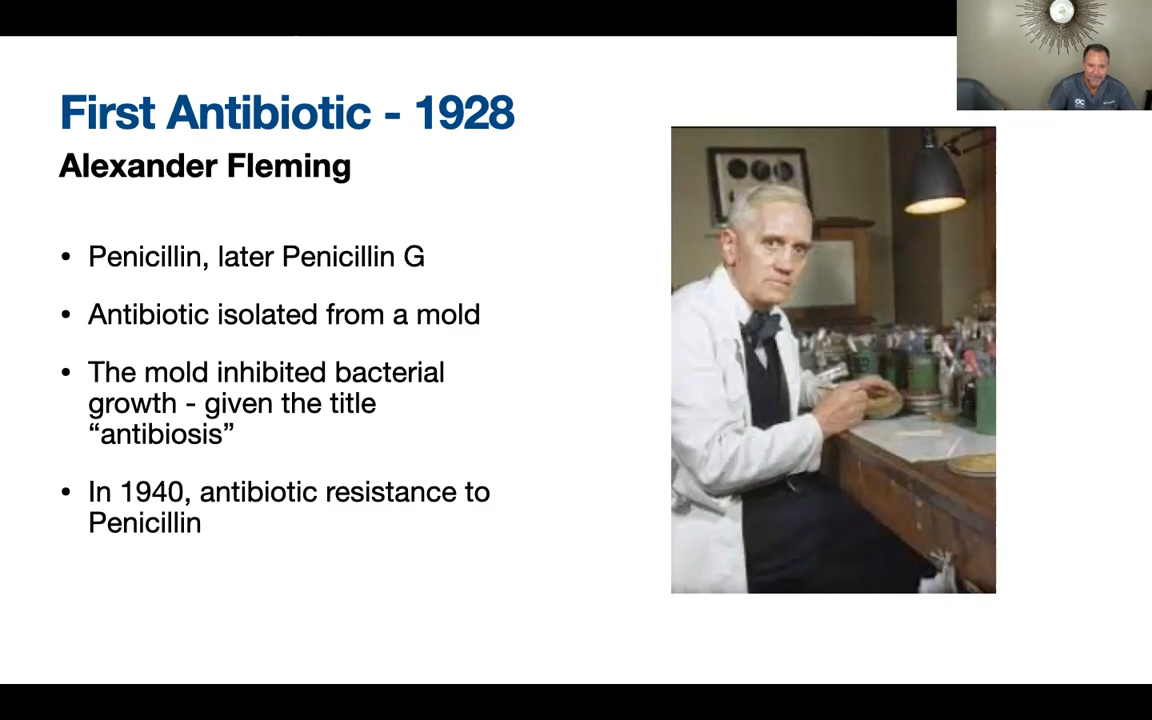 First Antibiotic - 1928
Alexander Fleming
• Penicillin, later Penicillin G
• Antibiotic isolated from a mold
• The mold inhibited bacterial
growth - given the title
“antibiosis”
• In 1940, antibiotic resistance to
Penicillin